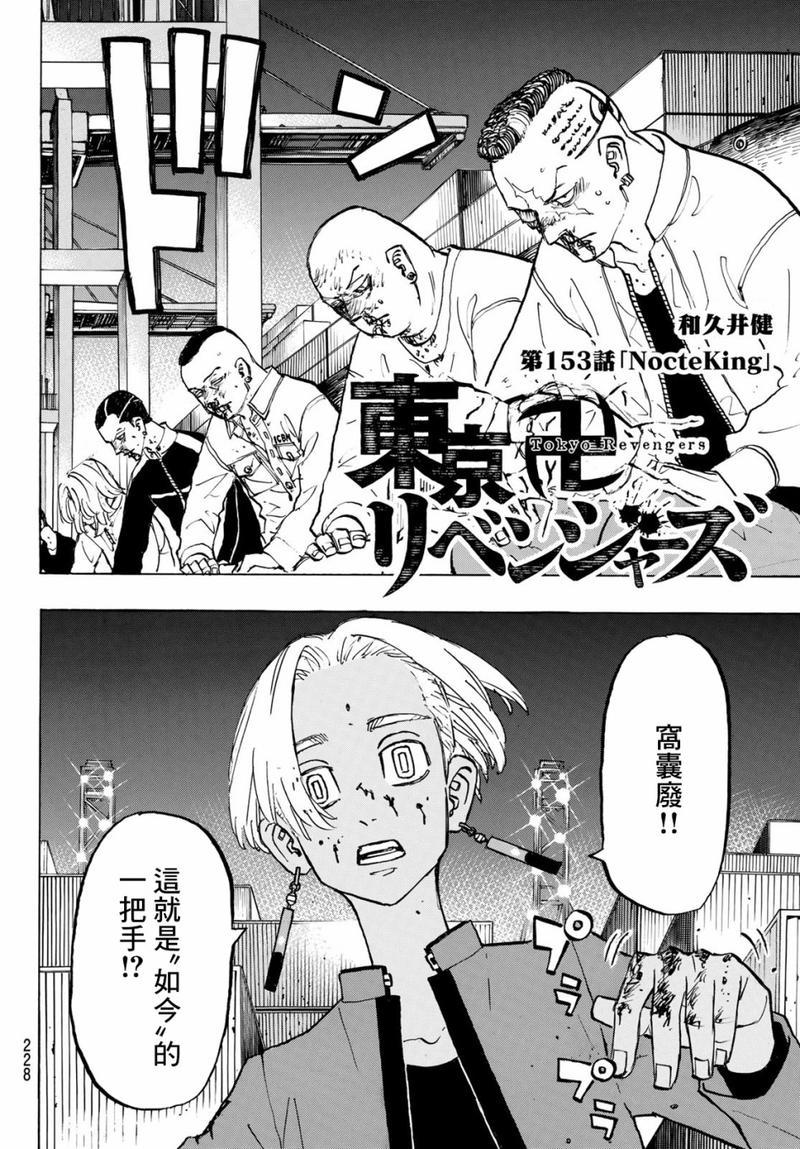 ドドン
和久井健
第153話「NocteKing」
東京卍
Tokyo Revengers
リベンジャーズ
ICBM
窩囊廢!!
這就是〝如今〞的
一把手!?
プラ
プラ
228